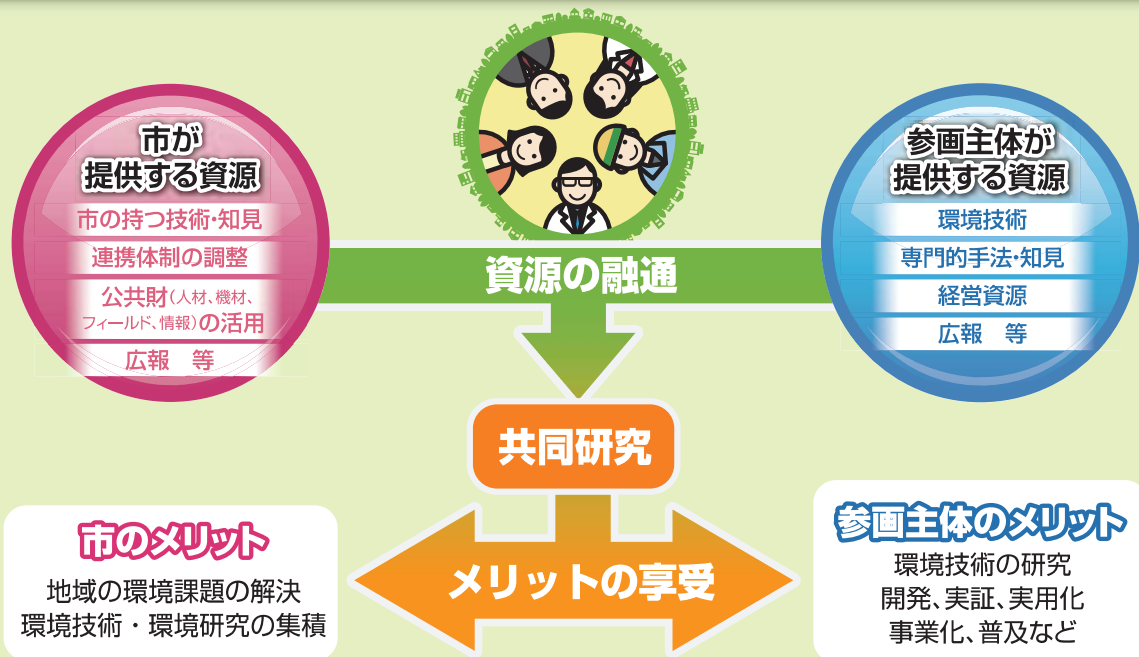 市が
提供する資源
市の持つ技術・知見
連携体制の調整
公共財(人材、機材、
フィールド、情報)の活用
広報 等
参画主体が
提供する資源
環境技術
専門的手法・知見
経営資源
広報 等
資源の融通
共同研究
メリットの享受
市のメリット
地域の環境課題の解決
環境技術・環境研究の集積
参画主体のメリット
環境技術の研究
開発、実証、実用化
事業化、普及など